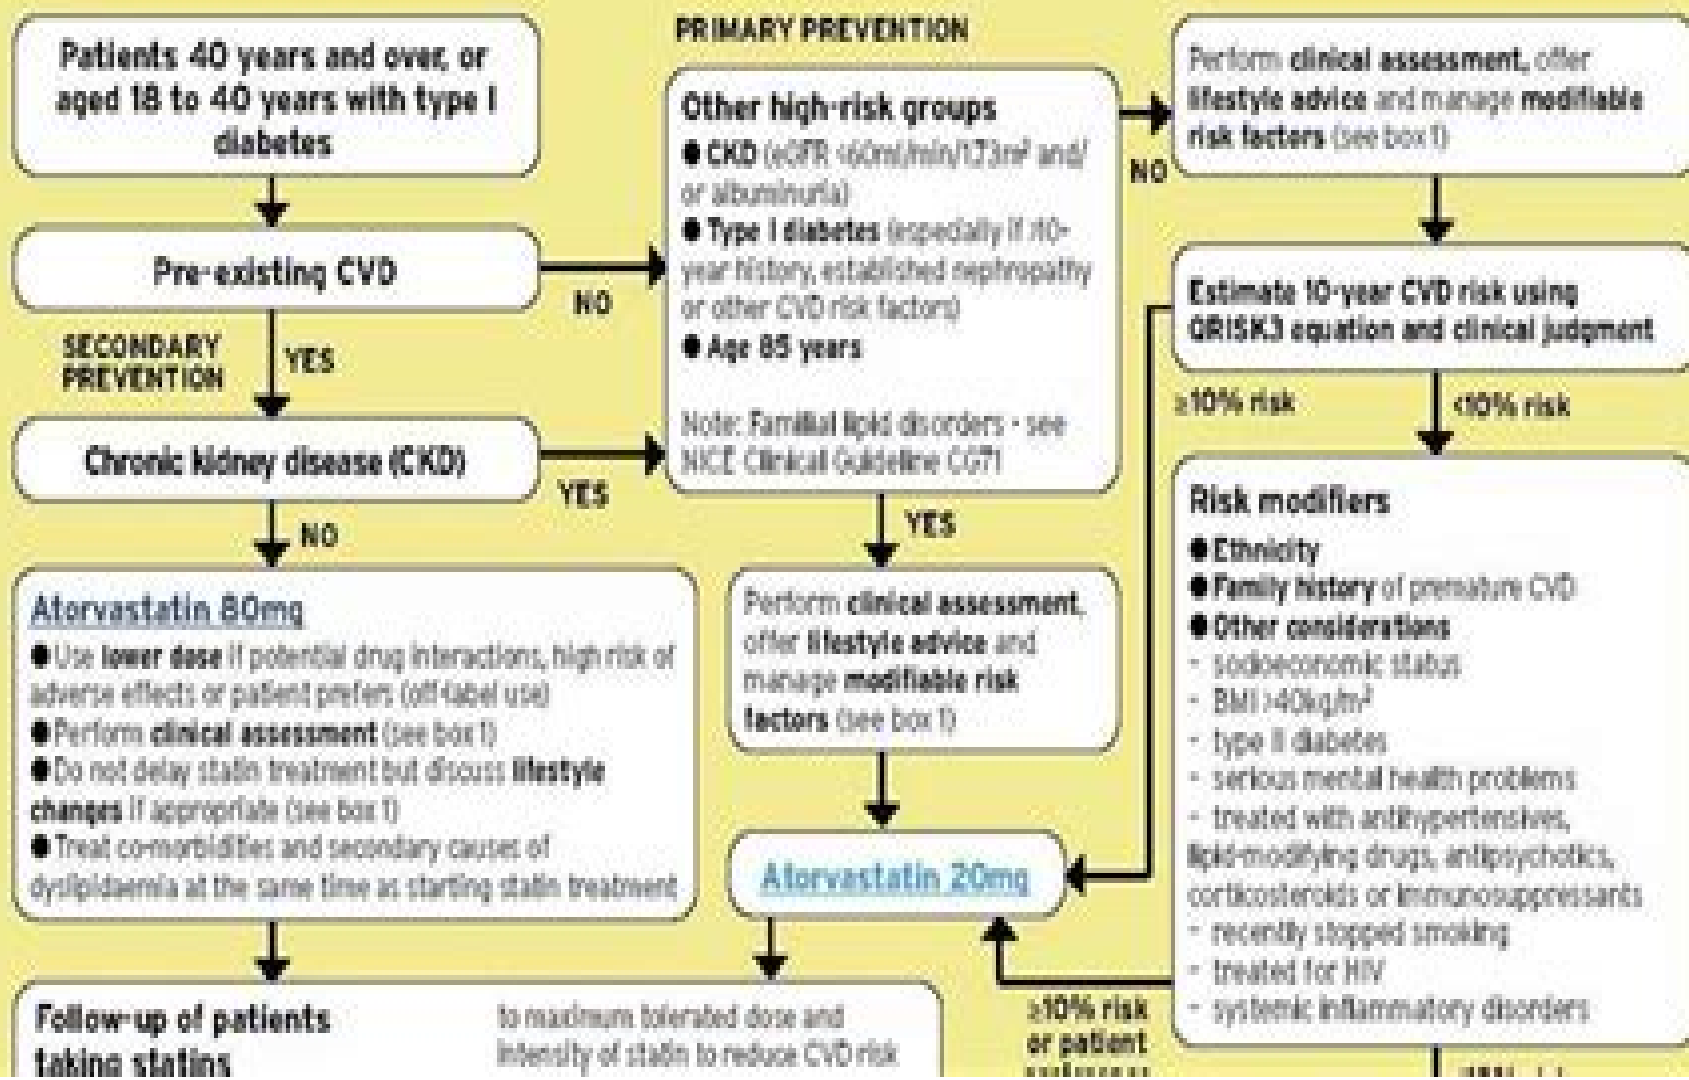 Patients 40 years and over, or
aged 18 to 40 years with type I
diabetes
Pre-existing CVD
NO
SECONDARY
PREVENTION
YES
Chronic kidney disease (CKD)
YES
NO
Atorvastatin 80mg
● Use lower dose if potential drug interactions, high risk of
adverse effects or patient prefers (off-label use)
● Perform clinical assessment (see box 1)
● Do not delay statin treatment but discuss lifestyle
changes if appropriate (see box 1)
● Treat co-morbidities and secondary causes of
dyslipidaemia at the same time as starting statin treatment
PRIMARY PREVENTION
Other high-risk groups
● CKD (eGFR <60ml/min/1.73m² and/
or albuminuria)
● Type I diabetes (especially if
year history, established nephropathy
or other CVD risk factors)
● Age 85 years
Note: Familial lipid disorders - see
NICE Clinical Guideline CG71
NO
YES
Perform clinical assessment,
offer lifestyle advice and
manage modifiable risk
factors (see box 1)
Atorvastatin 20mg
Perform clinical assessment, offer
lifestyle advice and manage modifiable
risk factors (see box 1)
Estimate 10-year CVD risk using
QRISK3 equation and clinical judgment
≥10% risk
<10% risk
Risk modifiers
● Ethnicity
● Family history of premature CVD
● Other considerations
- socioeconomic status
- BMI >40kg/m²
- type II diabetes
- serious mental health problems
- treated with antihypertensives,
lipid-modifying drugs, antipsychotics,
corticosteroids or immunosuppressants
- recently stopped smoking
- treated for HIV
- systemic inflammatory disorders
≥10% risk
or patient
Follow-up of patients
taking statins
to maximum tolerated dose and
intensity of statin to reduce CVD risk